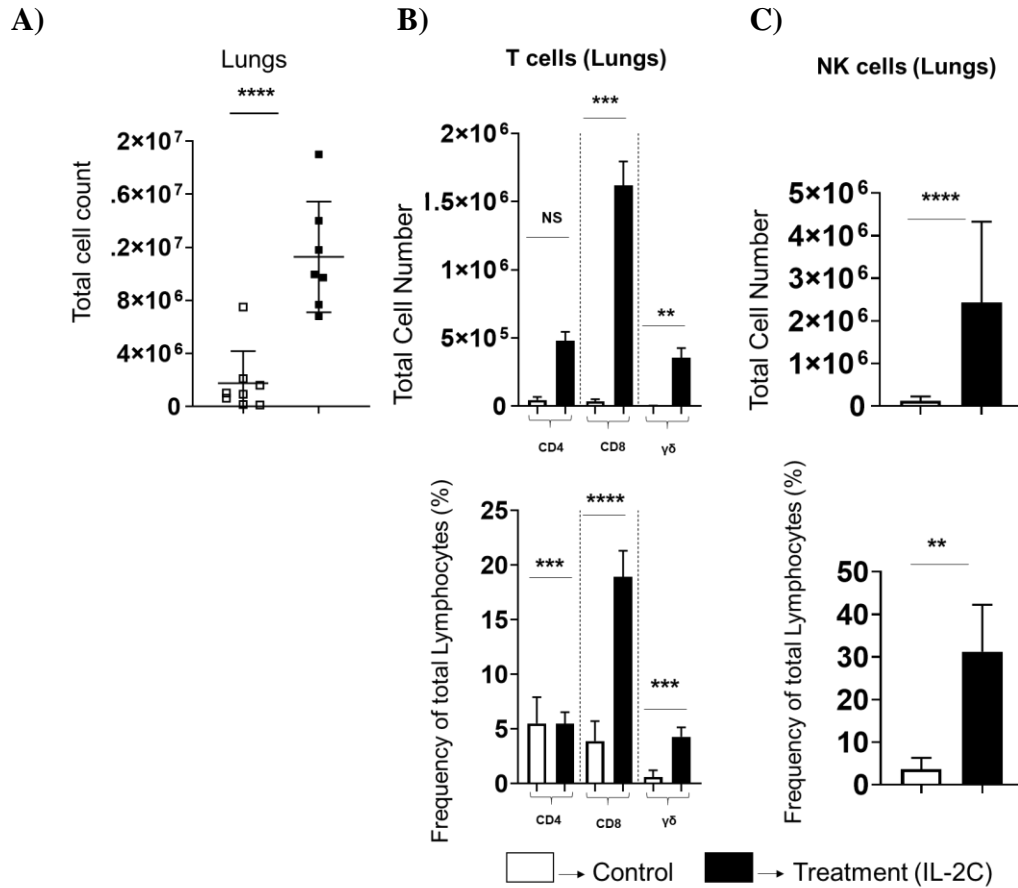 A)
Lungs
****
Total cell count
2×10⁷
.6×10⁷
.2×10⁷
8×10⁶
4×10⁶
0
B)
T cells (Lungs)
Total Cell Number
2×10⁶
1.5×10⁶
1×10⁶
5×10⁵
0
NS
***
**
CD4
CD8
γδ
Frequency of total Lymphocytes (%)
25
20
15
10
5
0
***
****
***
CD4
CD8
γδ
C)
NK cells (Lungs)
Total Cell Number
5×10⁶
4×10⁶
3×10⁶
2×10⁶
1×10⁶
0
****
Frequency of total Lymphocytes (%)
50
40
30
20
10
0
**
→ Control
→ Treatment (IL-2C)